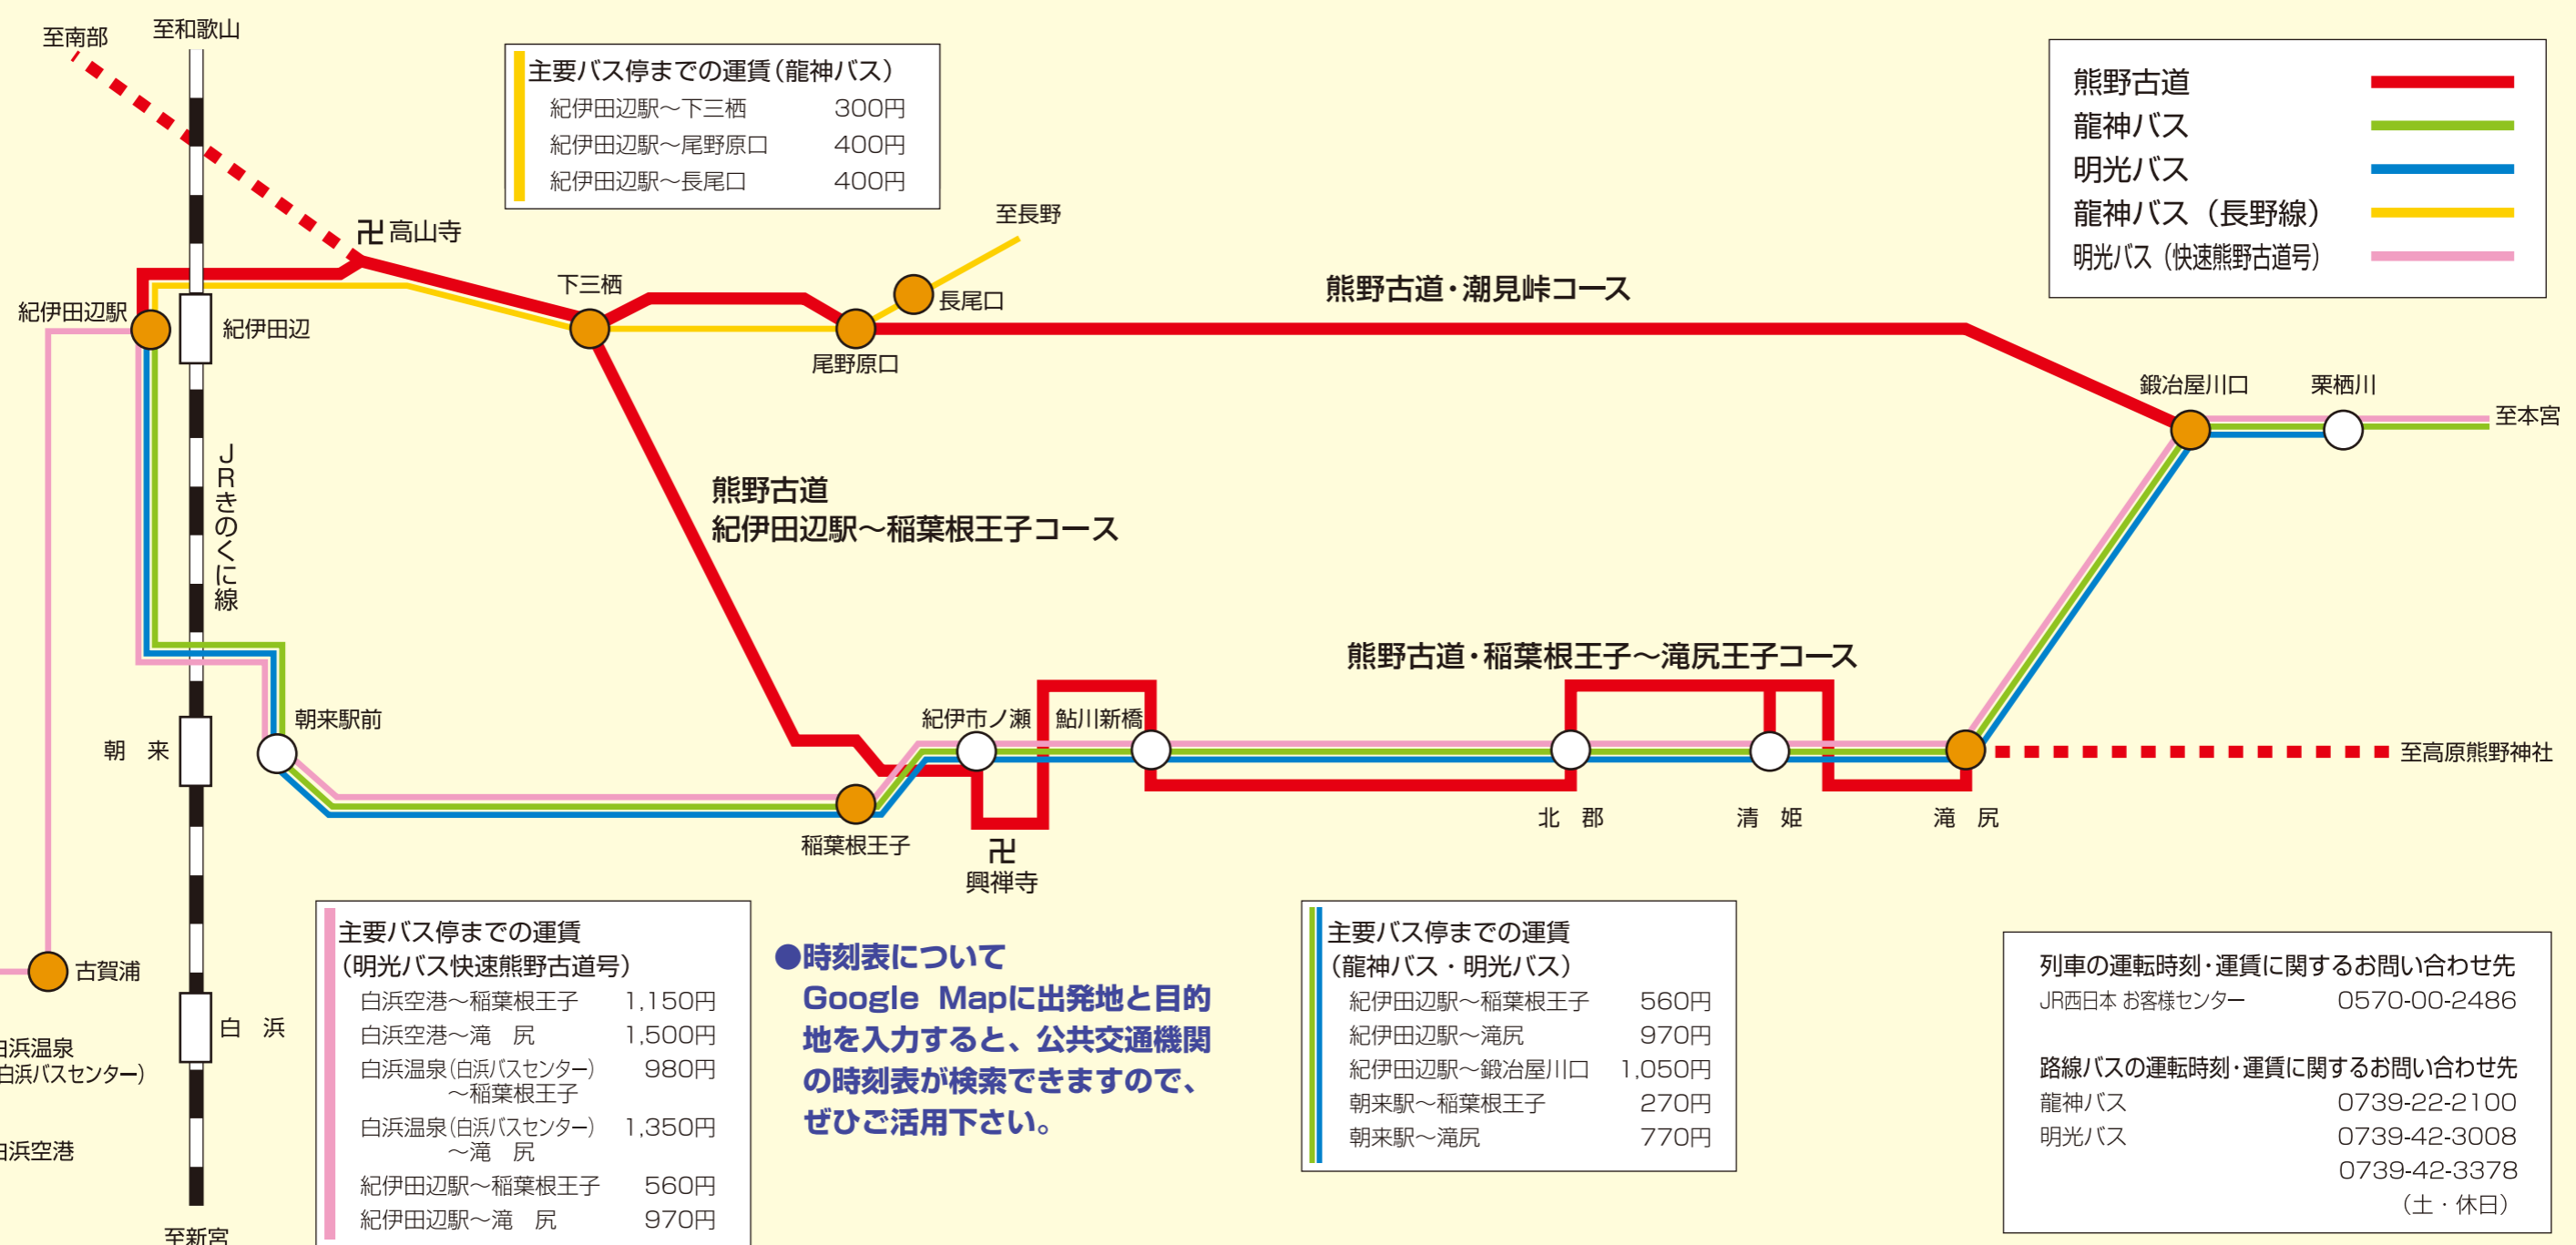 至南部
至和歌山
主要バス停までの運賃(龍神バス)
紀伊田辺駅～下三栖 300円
紀伊田辺駅～尾野原口 400円
紀伊田辺駅～長尾口 400円
熊野古道
龍神バス
明光バス
龍神バス（長野線）
明光バス（快速熊野古道号）
卍高山寺
至長野
下三栖
長尾口
熊野古道・潮見峠コース
紀伊田辺駅
紀伊田辺
尾野原口
鍛冶屋川口
栗栖川
至本宮
JRきのくに線
熊野古道
紀伊田辺駅～稲葉根王子コース
熊野古道・稲葉根王子～滝尻王子コース
朝来駅前
紀伊市ノ瀬
鮎川新橋
朝　来
至高原熊野神社
稲葉根王子
北　郡
清　姫
滝　尻
卍
興禅寺
古賀浦
白　浜
白浜温泉
白浜バスセンター）
白浜空港
至新宮
主要バス停までの運賃
（明光バス快速熊野古道号）
白浜空港～稲葉根王子 1,150円
白浜空港～滝　尻 1,500円
白浜温泉（白浜バスセンター） 980円
～稲葉根王子
白浜温泉（白浜バスセンター） 1,350円
～滝　尻
紀伊田辺駅～稲葉根王子 560円
紀伊田辺駅～滝　尻 970円
●時刻表について
Google Mapに出発地と目的
地を入力すると、公共交通機関
の時刻表が検索できますので、
ぜひご活用下さい。
主要バス停までの運賃
（龍神バス・明光バス）
紀伊田辺駅～稲葉根王子 560円
紀伊田辺駅～滝尻 970円
紀伊田辺駅～鍛冶屋川口 1,050円
朝来駅～稲葉根王子 270円
朝来駅～滝尻 770円
列車の運転時刻・運賃に関するお問い合わせ先
JR西日本 お客様センター 0570-00-2486
路線バスの運転時刻・運賃に関するお問い合わせ先
龍神バス 0739-22-2100
明光バス 0739-42-3008
0739-42-3378
（土・休日）